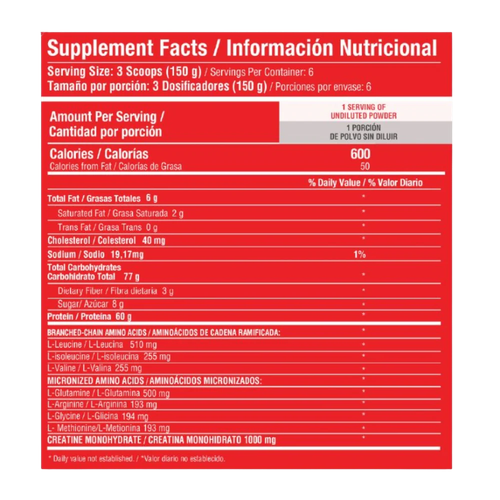 Supplement Facts / Información Nutricional
Serving Size: 3 Scoops (150 g) / Servings Per Container: 6
Tamaño por porción: 3 Dosificadores (150 g) / Porciones por envase: 6
Amount Per Serving /
Cantidad por porción
1 SERVING OF
UNDILUTED POWDER
1 PORCIÓN
DE POLVO SIN DILUIR
Calories / Calorías 600
Calories from Fat / Calorías de Grasa 50
% Daily Value / % Valor Diario
Total Fat / Grasas Totales 6 g *
Saturated Fat / Grasa Saturada 2 g *
Trans Fat / Grasa Trans 0 g *
Cholesterol / Colesterol 40 mg *
Sodium / Sodio 19,17mg 1%
Total Carbohydrates
Carbohidrato Total 77 g *
Dietary Fiber / Fibra dietaria 3 g *
Sugar/ Azúcar 8 g *
Protein / Proteína 60 g *
BRANCHED-CHAIN AMINO ACIDS / AMINOÁCIDOS DE CADENA RAMIFICADA: *
L-Leucine / L-Leucina 510 mg *
L-isoleucine / L-isoleucina 255 mg *
L-Valine / L-Valina 255 mg *
MICRONIZED AMINO ACIDS / AMINOÁCIDOS MICRONIZADOS: *
L-Glutamine / L-Glutamina 500 mg *
L-Arginine / L-Arginina 193 mg *
L-Glycine / L-Glicina 194 mg *
L- Methionine/L-Metionina 193 mg *
CREATINE MONOHYDRATE / CREATINA MONOHIDRATO 1000 mg *
* Daily value not established. / *Valor diario no establecido.